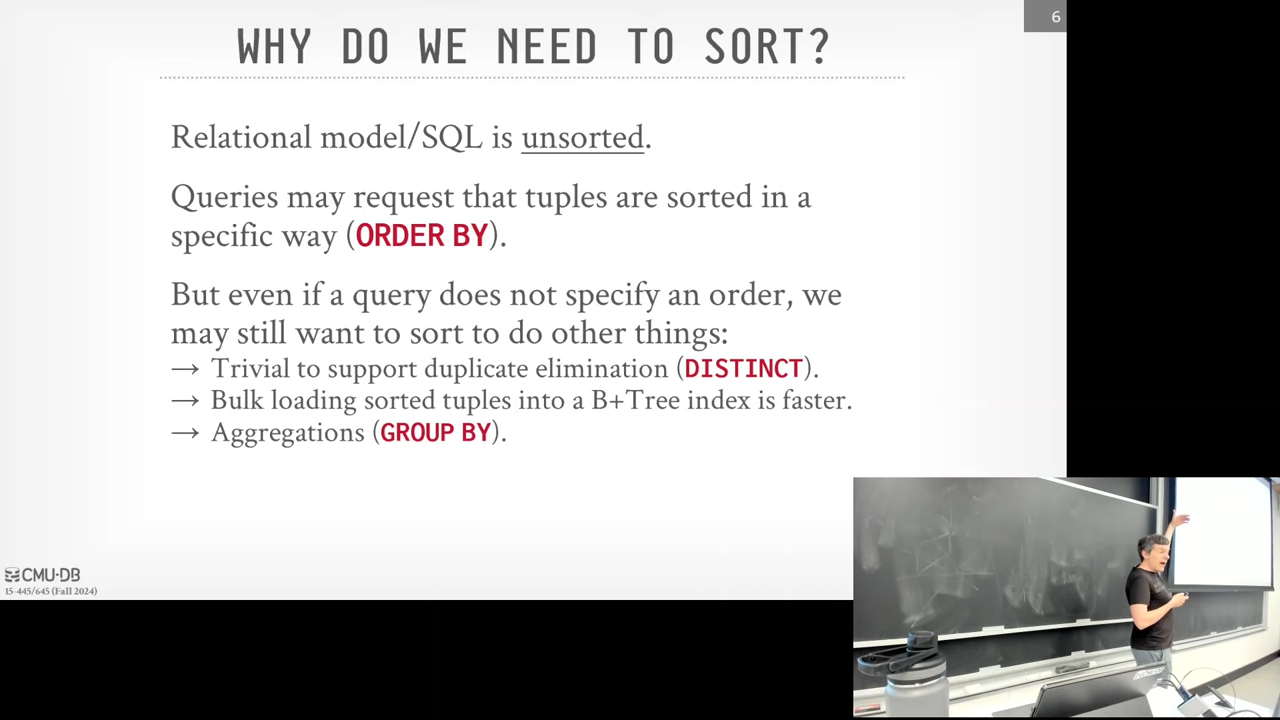 6
WHY DO WE NEED TO SORT?
Relational model/SQL is unsorted.
Queries may request that tuples are sorted in a
specific way (ORDER BY).
But even if a query does not specify an order, we
may still want to sort to do other things:
→ Trivial to support duplicate elimination (DISTINCT).
→ Bulk loading sorted tuples into a B+Tree index is faster.
→ Aggregations (GROUP BY).
CMU·DB
15-445/645 (Fall 2024)